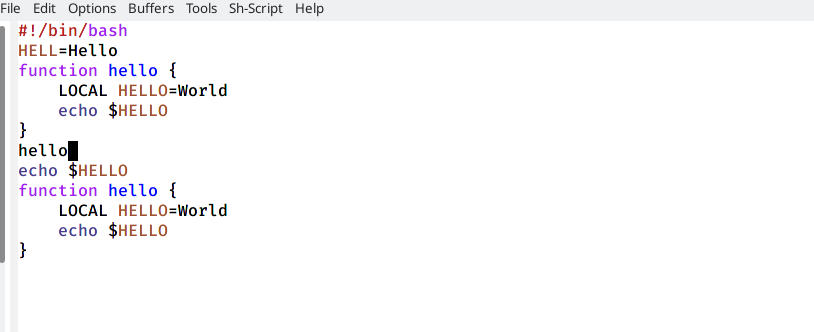 File Edit Options Buffers Tools Sh-Script Help
#!/bin/bash
HELL=Hello
function hello {
    LOCAL HELLO=World
    echo $HELLO
}
hello
echo $HELLO
function hello {
    LOCAL HELLO=World
    echo $HELLO
}